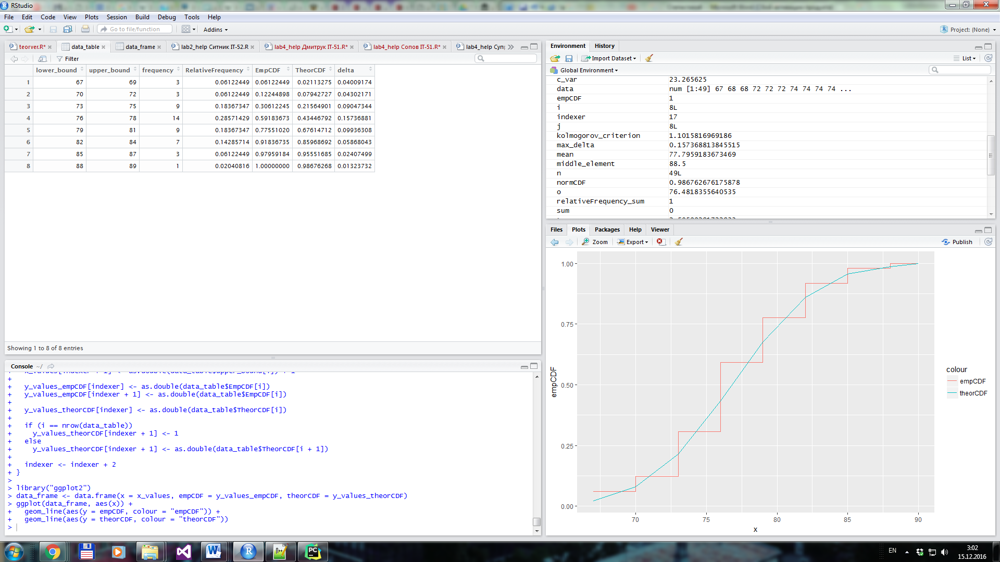 RStudio
File Edit Code View Plots Session Build Debug Tools Help
Go to file/function Addins Project: (None)
teorver.R* data_table data_frame lab2_help Ситник ІТ-52.R lab4_help Дмитрук ІТ-51.R* lab4_help Сопов ІТ-51.R* lab4_help Суп
Filter
lower_bound upper_bound frequency RelativeFrequency EmpCDF TheorCDF delta
1 67 69 3 0.06122449 0.06122449 0.02113275 0.04009174
2 70 72 3 0.06122449 0.12244898 0.07942727 0.04302171
3 73 75 9 0.18367347 0.30612245 0.21564901 0.09047344
4 76 78 14 0.28571429 0.59183673 0.43446792 0.15736881
5 79 81 9 0.18367347 0.77551020 0.67614712 0.09936308
6 82 84 7 0.14285714 0.91836735 0.85968692 0.05868043
7 85 87 3 0.06122449 0.97959184 0.95551685 0.02407499
8 88 89 1 0.02040816 1.00000000 0.98676268 0.01323732
Showing 1 to 8 of 8 entries
Console ~/
+ x_values[indexer + 1] <- as.double(data_table$upper_bound[i]) + 1
+
+ y_values_empCDF[indexer] <- as.double(data_table$EmpCDF[i])
+ y_values_empCDF[indexer + 1] <- as.double(data_table$EmpCDF[i])
+
+ y_values_theorCDF[indexer] <- as.double(data_table$TheorCDF[i])
+
+ if (i == nrow(data_table))
+ y_values_theorCDF[indexer + 1] <- 1
+ else
+ y_values_theorCDF[indexer + 1] <- as.double(data_table$TheorCDF[i + 1])
+
+ indexer <- indexer + 2
+ }
>
> library("ggplot2")
> data_frame <- data.frame(x = x_values, empCDF = y_values_empCDF, theorCDF = y_values_theorCDF)
> ggplot(data_frame, aes(x)) +
+ geom_line(aes(y = empCDF, colour = "empCDF")) +
+ geom_line(aes(y = theorCDF, colour = "theorCDF"))
>
Environment History
Import Dataset List
Global Environment
c_var 23.265625
data num [1:49] 67 68 68 72 72 72 74 74 74 74 ...
empCDF 1
i 8L
indexer 17
j 8L
kolmogorov_criterion 1.1015816969186
max_delta 0.157368813845515
mean 77.7959183673469
middle_element 88.5
n 49L
normCDF 0.986762676175878
o 76.4818355640535
relativeFrequency_sum 1
sum 0
Files Plots Packages Help Viewer
Zoom Export Publish
1.00
0.75
0.50
0.25
0.00
empCDF
70 75 80 85 90
x
colour
empCDF
theorCDF
EN 3:02
15.12.2016